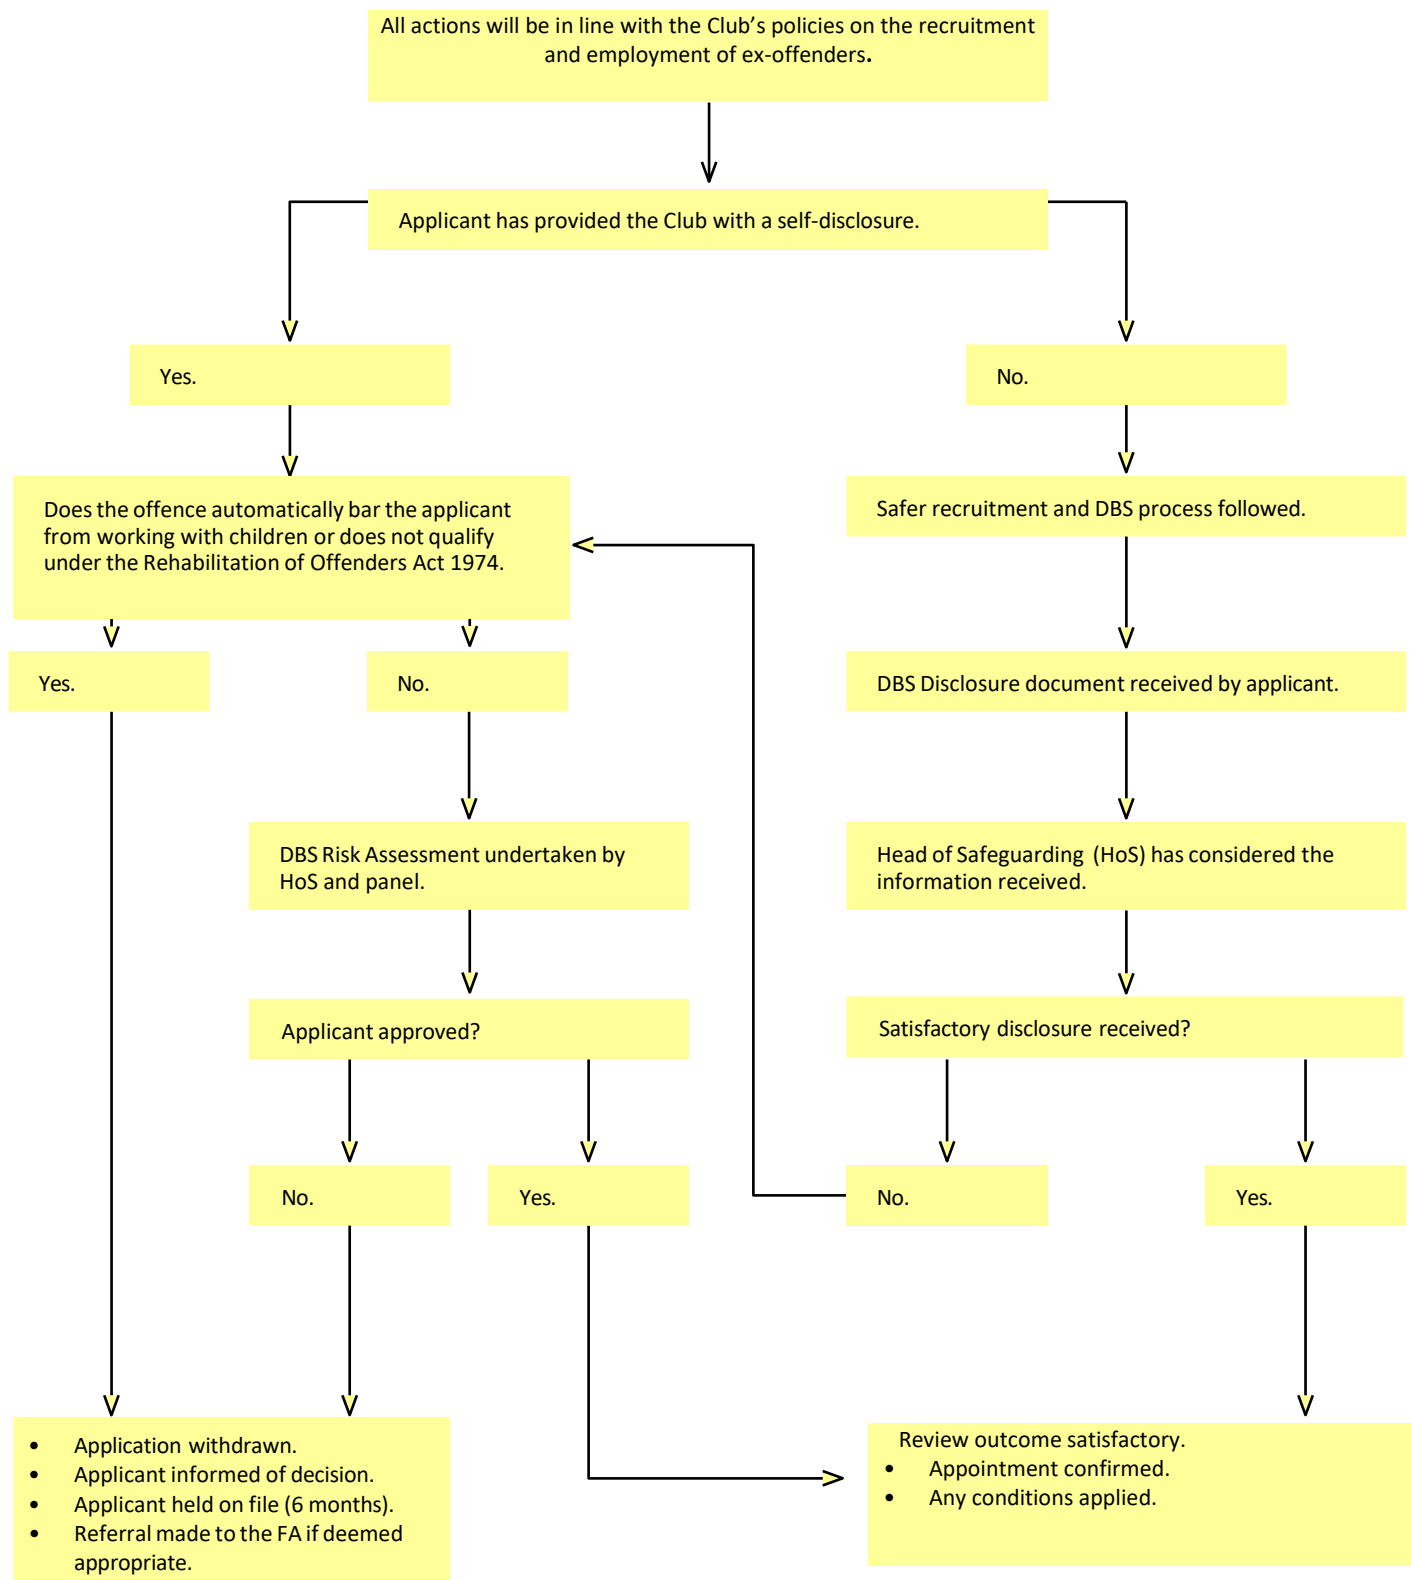 All actions will be in line with the Club’s policies on the recruitment
and employment of ex-offenders.
Applicant has provided the Club with a self-disclosure.
Yes.
No.
Does the offence automatically bar the applicant
from working with children or does not qualify
under the Rehabilitation of Offenders Act 1974.
Safer recruitment and DBS process followed.
Yes.
No.
DBS Disclosure document received by applicant.
DBS Risk Assessment undertaken by
HoS and panel.
Head of Safeguarding (HoS) has considered the
information received.
Applicant approved?
Satisfactory disclosure received?
No.
Yes.
No.
Yes.
• Application withdrawn.
• Applicant informed of decision.
• Applicant held on file (6 months).
• Referral made to the FA if deemed
appropriate.
Review outcome satisfactory.
• Appointment confirmed.
• Any conditions applied.